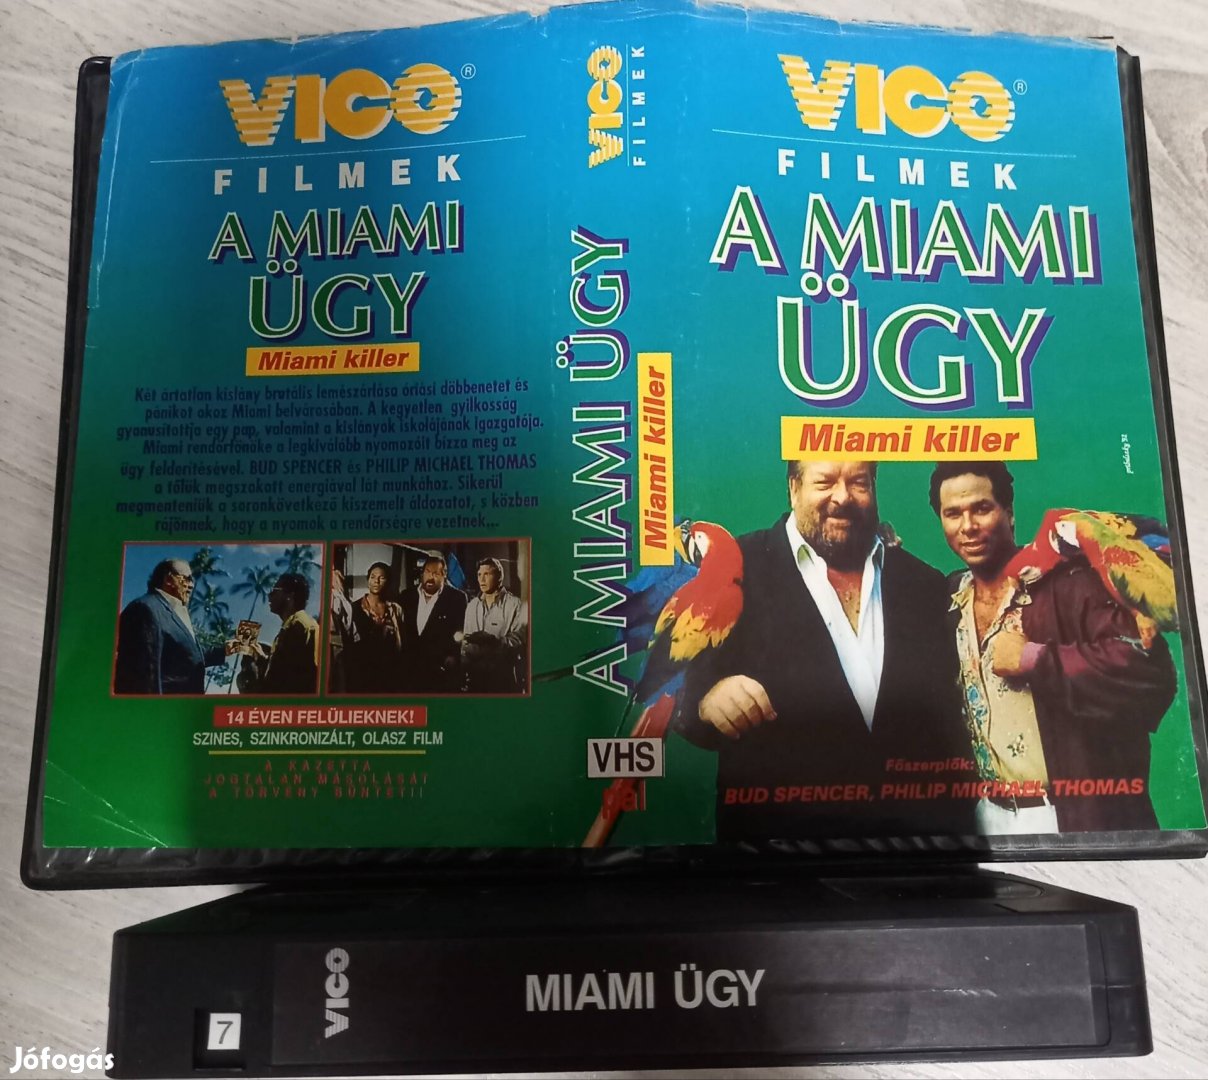 VICO®
FILMEK
A MIAMI
ÜGY
Miami killer
Két ártatlan kislány brutális lemészárlása óriási döbbenetet és
pánikot okoz Miami belvárosában. A kegyetlen gyilkosság
gyanusítottja egy pap, valamint a kislányok iskolájának igazgatója.
Miami rendőrfőnöke a legkiválóbb nyomozóit bízza meg az
ügy felderítésével. BUD SPENCER és PHILIP MICHAEL THOMAS
a tőlük megszakott energiával lát munkához. Sikerül
megmenteniük a soronkövetkező kiszemelt áldozatot, s közben
rájönnek, hogy a nyomok a rendőrségre vezetnek...
14 ÉVEN FELÜLIEKNEK!
SZINES, SZINKRONIZÁLT, OLASZ FILM
A KAZETTA
JOGTALAN MÁSOLÁSÁT
A TÖRVÉNY BÜNTETI!
VICO
FILMEK
A MIAMI ÜGY
Miami killer
VHS
pal
VICO®
FILMEK
A MIAMI
ÜGY
Miami killer
Főszerplők:
BUD SPENCER, PHILIP MICHAEL THOMAS
7
VICO
MIAMI ÜGY
Jófogás